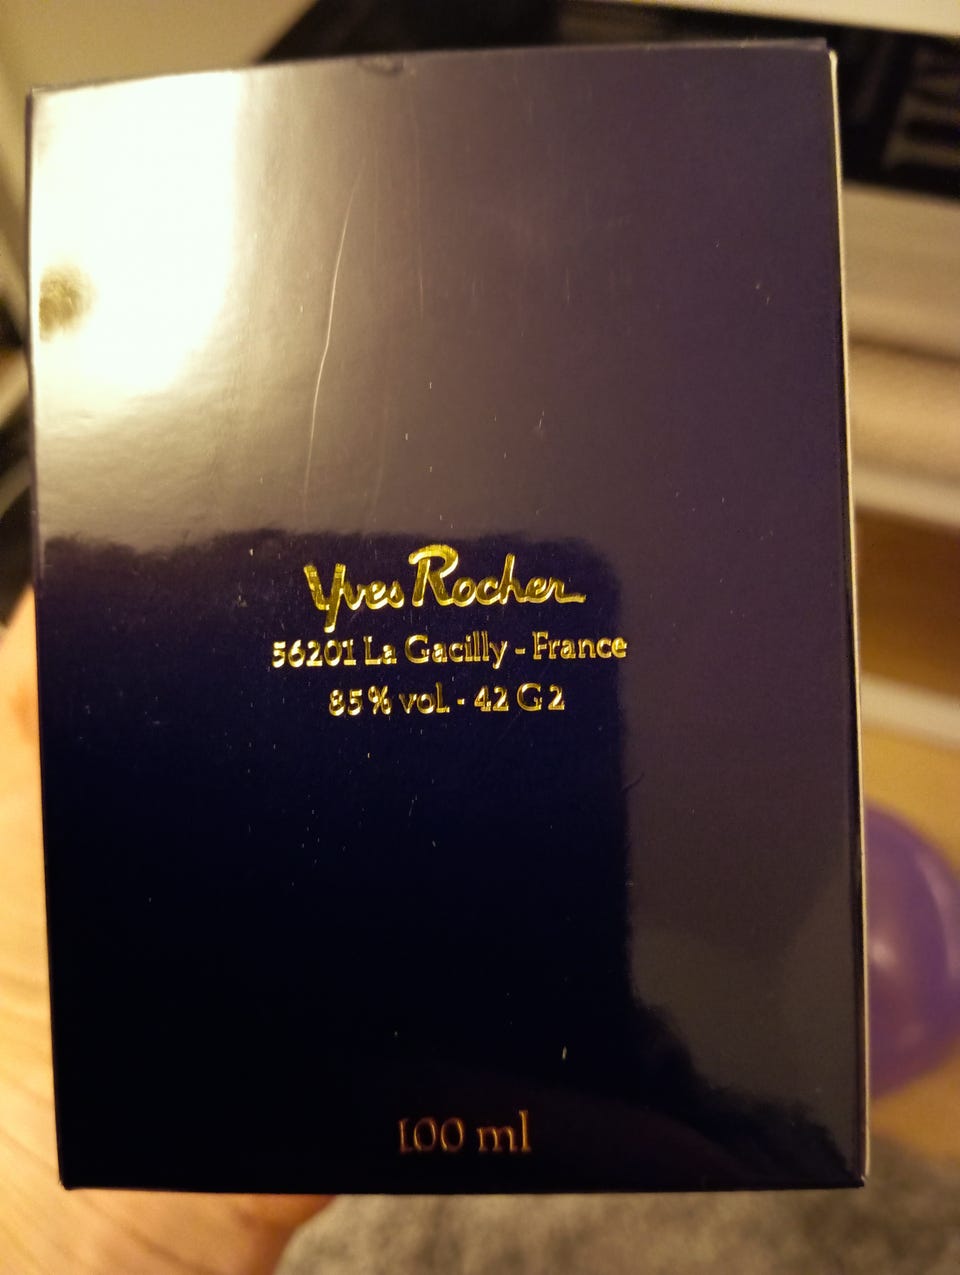 Yves Rocher
56201 La Gacilly - France
85% vol. - 42 G 2
100 ml